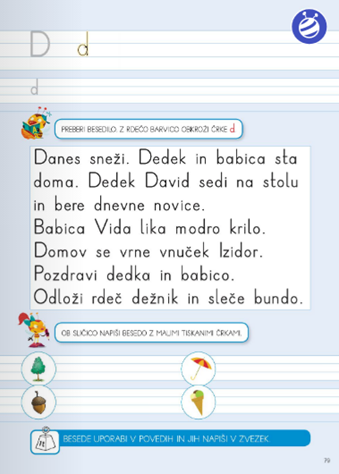 D d
d
PREBERI BESEDILO. Z RDEČO BARVICO OBKROŽI ČRKE d.
Danes sneži. Dedek in babica sta
doma. Dedek David sedi na stolu
in bere dnevne novice.
Babica Vida lika modro krilo.
Domov se vrne vnuček Izidor.
Pozdravi dedka in babico.
Odloži rdeč dežnik in sleče bundo.
OB SLIČICO NAPIŠI BESEDO Z MALIMI TISKANIMI ČRKAMI.
BESEDE UPORABI V POVEDIH IN JIH NAPIŠI V ZVEZEK.
79